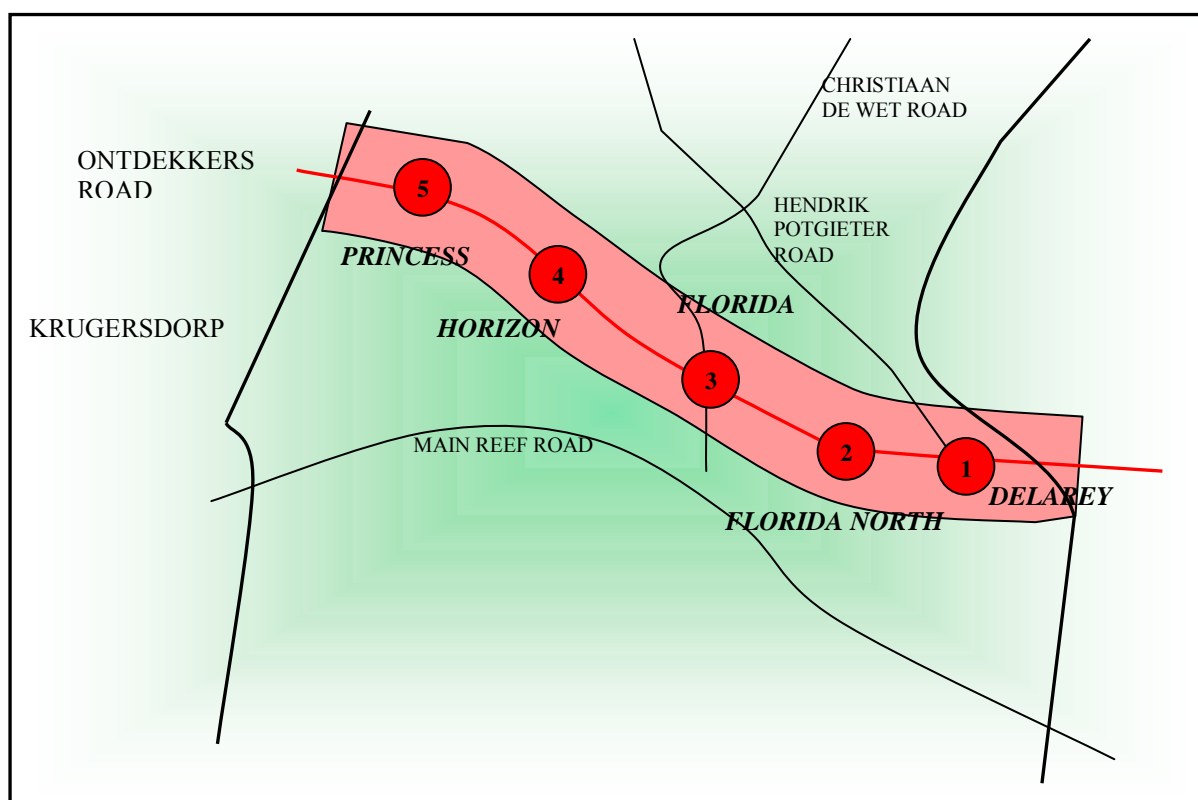 CHRISTIAAN
DE WET ROAD
ONTDEKKERS
ROAD
5
HENDRIK
POTGIETER
ROAD
PRINCESS
4
FLORIDA
KRUGERSDORP
HORIZON
3
MAIN REEF ROAD
2
1
DELAREY
FLORIDA NORTH